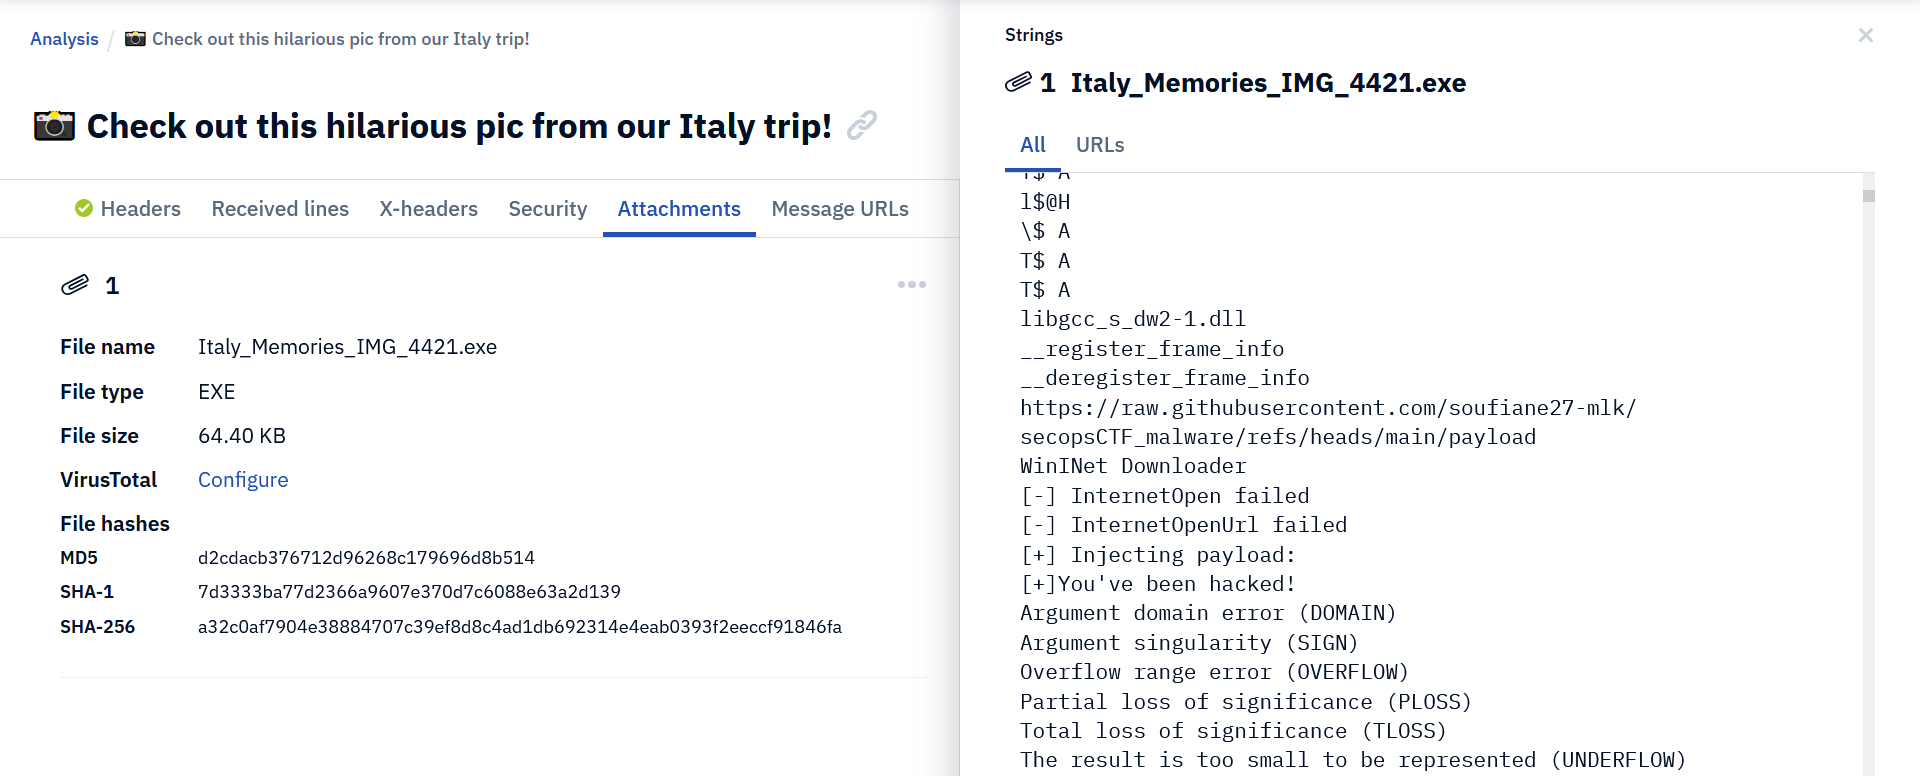 Analysis / Check out this hilarious pic from our Italy trip!
Check out this hilarious pic from our Italy trip!
Headers Received lines X-headers Security Attachments Message URLs
1
File name Italy_Memories_IMG_4421.exe
File type EXE
File size 64.40 KB
VirusTotal Configure
File hashes
MD5 d2cdacb376712d96268c179696d8b514
SHA-1 7d3333ba77d2366a9607e370d7c6088e63a2d139
SHA-256 a32c0af7904e38884707c39ef8d8c4ad1db692314e4eab0393f2eeccf91846fa
Strings
1 Italy_Memories_IMG_4421.exe
All URLs
T$ A
l$@H
\$ A
T$ A
T$ A
libgcc_s_dw2-1.dll
__register_frame_info
__deregister_frame_info
https://raw.githubusercontent.com/soufiane27-mlk/
secopsCTF_malware/refs/heads/main/payload
WinINet Downloader
[-] InternetOpen failed
[-] InternetOpenUrl failed
[+] Injecting payload:
[+]You've been hacked!
Argument domain error (DOMAIN)
Argument singularity (SIGN)
Overflow range error (OVERFLOW)
Partial loss of significance (PLOSS)
Total loss of significance (TLOSS)
The result is too small to be represented (UNDERFLOW)